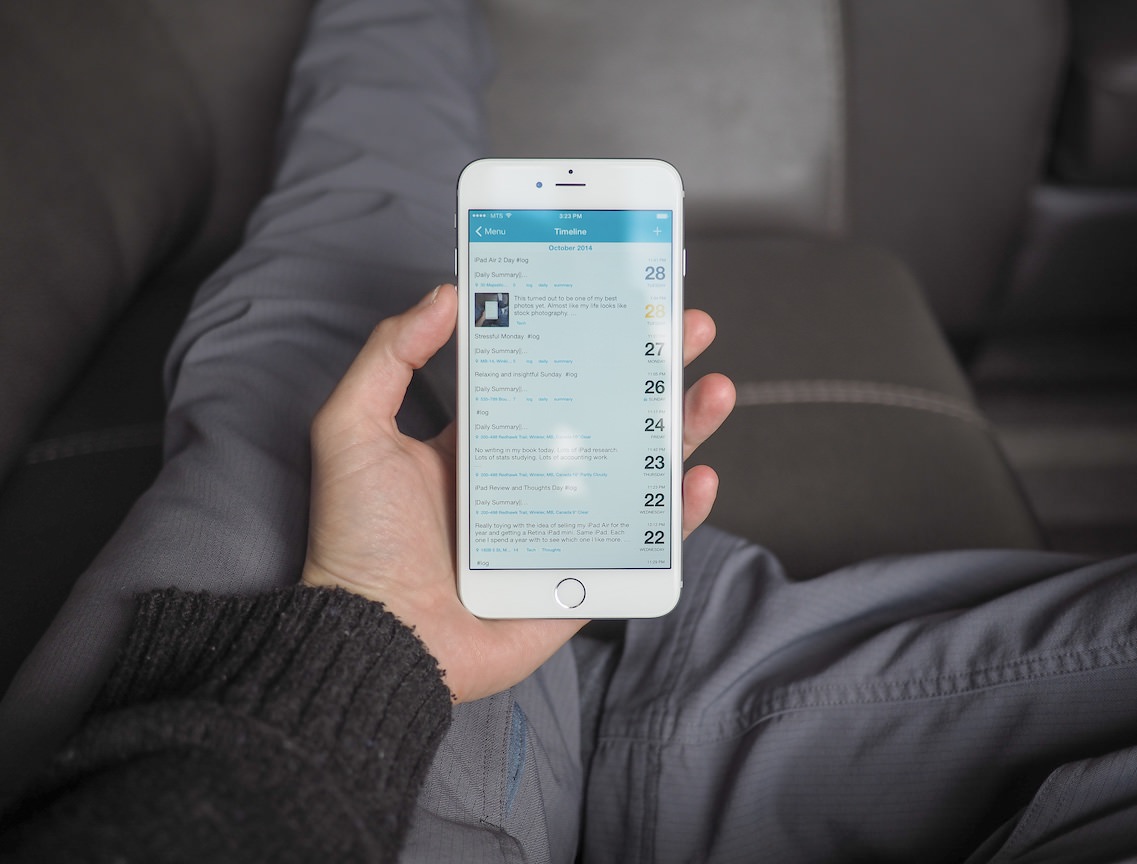 MTS 3:23 PM
Menu Timeline +
October 2014
iPad Air 2 Day #log
[Daily Summary]...
28
log daily summary
This turned out to be one of my best
photos yet. Almost like my life looks like
stock photography. ...
28
Tech
Stressful Monday #log
[Daily Summary]...
27
log daily summary
MONDAY
Relaxing and insightful Sunday #log
11:05 PM
[Daily Summary]...
26
log daily summary
SUNDAY
#log
[Daily Summary]...
24
200-488 Redhawk Trail, Winkler, MB, Canada Clear
FRIDAY
No writing in my book today. Lots of iPad research.
Lots of stats studying. Lots of accounting work.
23
200-488 Redhawk Trail, Winkler, MB, Canada Partly Cloudy
THURSDAY
iPad Review and Thoughts Day #log
11:23 PM
[Daily Summary]...
22
200-488 Redhawk Trail, Winkler, MB, Canada Clear
WEDNESDAY
Really toying with the idea of selling my iPad Air for the
year and getting a Retina iPad mini. Same iPad. Each
one I spend a year with to see which one I like more. ...
22
Tech Thoughts
WEDNESDAY
#log